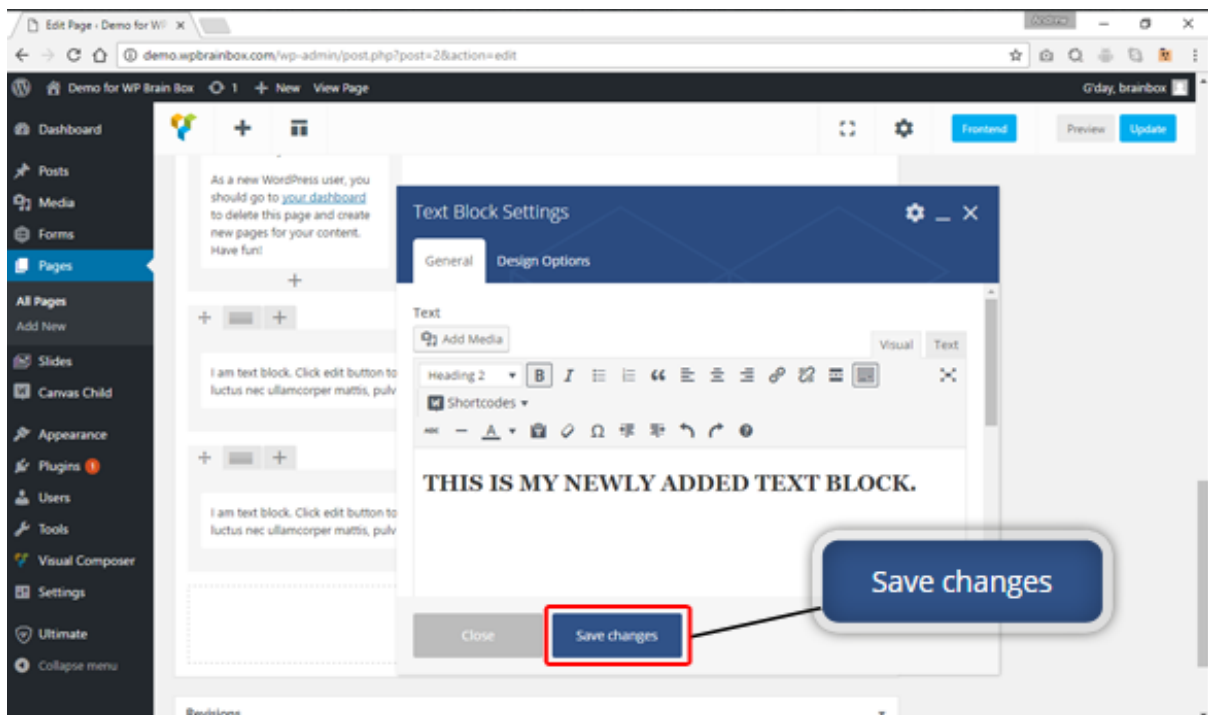 Edit Page ‹ Demo for WP
Andrew
demo.wpbrainbox.com/wp-admin/post.php?post=2&action=edit
Demo for WP Brain Box 1 + New View Page
G'day, brainbox
Dashboard
Posts
Media
Forms
Pages
All Pages
Add New
Slides
Canvas Child
Appearance
Plugins 1
Users
Tools
Visual Composer
Settings
Ultimate
Collapse menu
Frontend
Preview
Update
As a new WordPress user, you
should go to your dashboard
to delete this page and create
new pages for your content.
Have fun!
I am text block. Click edit button to
luctus nec ullamcorper mattis, pulv
I am text block. Click edit button to
luctus nec ullamcorper mattis, pulv
Revisions
Text Block Settings
General Design Options
Text
Add Media
Visual Text
Heading 2 B I
Shortcodes
ABC A Ω
THIS IS MY NEWLY ADDED TEXT BLOCK.
Close
Save changes
Save changes